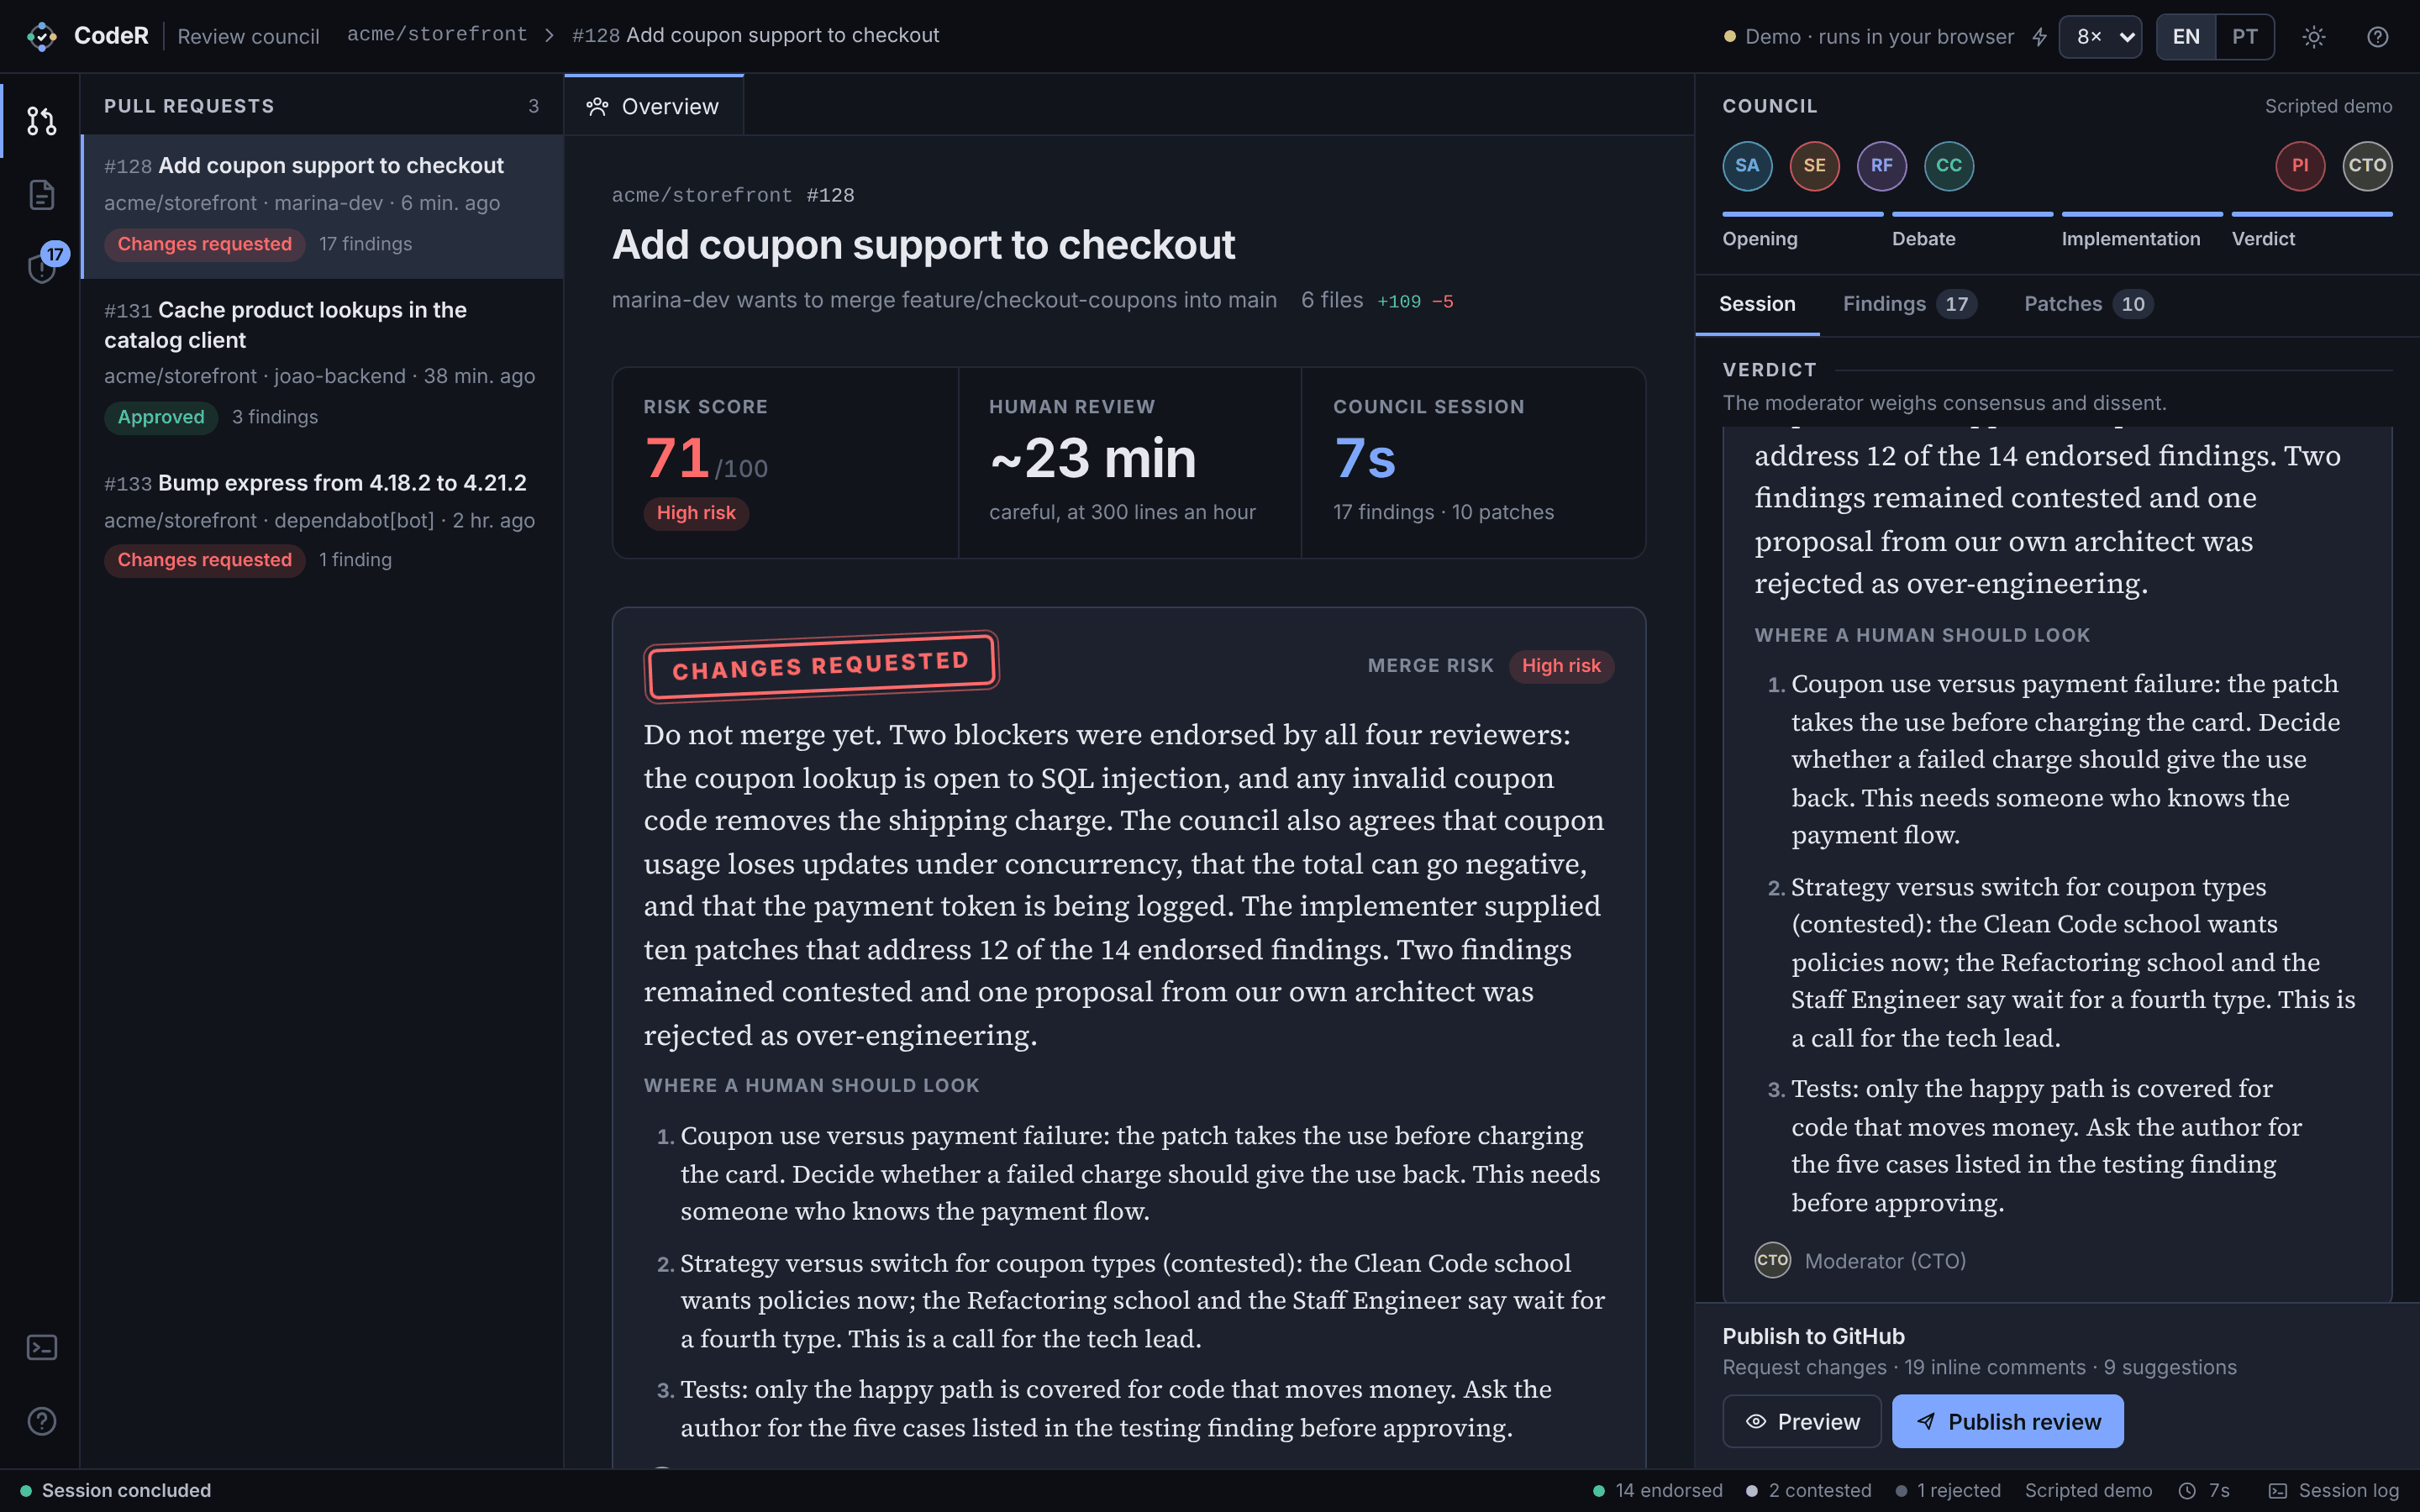 CodeR
Review council
acme/storefront
#128 Add coupon support to checkout
Demo · runs in your browser
8×
EN
PT
PULL REQUESTS
3
#128 Add coupon support to checkout
acme/storefront · marina-dev · 6 min. ago
Changes requested
17 findings
17
#131 Cache product lookups in the
catalog client
acme/storefront · joao-backend · 38 min. ago
Approved
3 findings
#133 Bump express from 4.18.2 to 4.21.2
acme/storefront · dependabot[bot] · 2 hr. ago
Changes requested
1 finding
Overview
acme/storefront #128
Add coupon support to checkout
marina-dev wants to merge feature/checkout-coupons into main
6 files +109 −5
RISK SCORE
71/100
High risk
HUMAN REVIEW
~23 min
careful, at 300 lines an hour
COUNCIL SESSION
7s
17 findings · 10 patches
CHANGES REQUESTED
MERGE RISK High risk
Do not merge yet. Two blockers were endorsed by all four reviewers:
the coupon lookup is open to SQL injection, and any invalid coupon
code removes the shipping charge. The council also agrees that coupon
usage loses updates under concurrency, that the total can go negative,
and that the payment token is being logged. The implementer supplied
ten patches that address 12 of the 14 endorsed findings. Two findings
remained contested and one proposal from our own architect was
rejected as over-engineering.
WHERE A HUMAN SHOULD LOOK
1. Coupon use versus payment failure: the patch takes the use before charging
the card. Decide whether a failed charge should give the use back. This needs
someone who knows the payment flow.
2. Strategy versus switch for coupon types (contested): the Clean Code school
wants policies now; the Refactoring school and the Staff Engineer say wait for
a fourth type. This is a call for the tech lead.
3. Tests: only the happy path is covered for code that moves money. Ask the
author for the five cases listed in the testing finding before approving.
COUNCIL
Scripted demo
SA
SE
RF
CC
PI
CTO
Opening
Debate
Implementation
Verdict
Session
Findings 17
Patches 10
VERDICT
The moderator weighs consensus and dissent.
address 12 of the 14 endorsed findings. Two
findings remained contested and one
proposal from our own architect was
rejected as over-engineering.
WHERE A HUMAN SHOULD LOOK
1. Coupon use versus payment failure: the patch
takes the use before charging the card. Decide
whether a failed charge should give the use
back. This needs someone who knows the
payment flow.
2. Strategy versus switch for coupon types
(contested): the Clean Code school wants
policies now; the Refactoring school and the
Staff Engineer say wait for a fourth type. This is
a call for the tech lead.
3. Tests: only the happy path is covered for
code that moves money. Ask the author for
the five cases listed in the testing finding
before approving.
CTO
Moderator (CTO)
Publish to GitHub
Request changes · 19 inline comments · 9 suggestions
Preview
Publish review
Session concluded
14 endorsed
2 contested
1 rejected
Scripted demo
7s
Session log